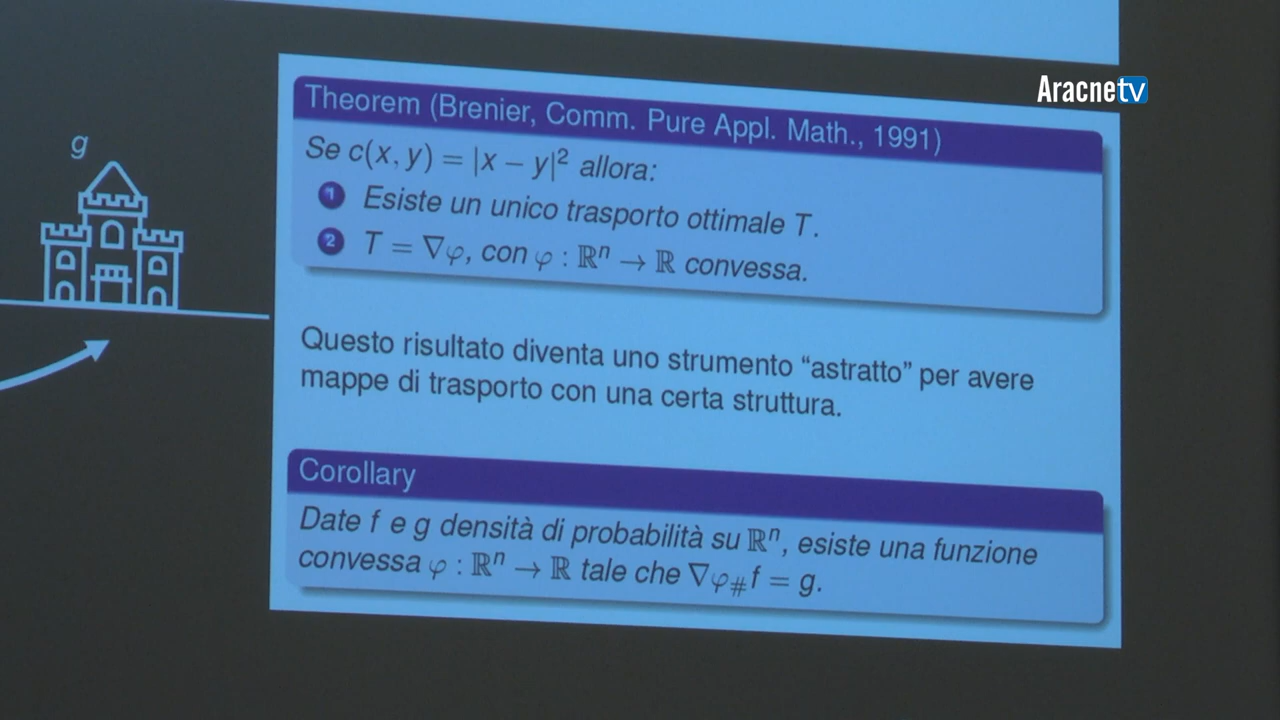 Aracnetv
g
Theorem (Brenier, Comm. Pure Appl. Math., 1991)
Se c(x, y) = |x − y|² allora:
1 Esiste un unico trasporto ottimale T.
2 T = ∇φ, con φ : ℝⁿ → ℝ convessa.
Questo risultato diventa uno strumento “astratto” per avere
mappe di trasporto con una certa struttura.
Corollary
Date f e g densità di probabilità su ℝⁿ, esiste una funzione
convessa φ : ℝⁿ → ℝ tale che ∇φ#f = g.